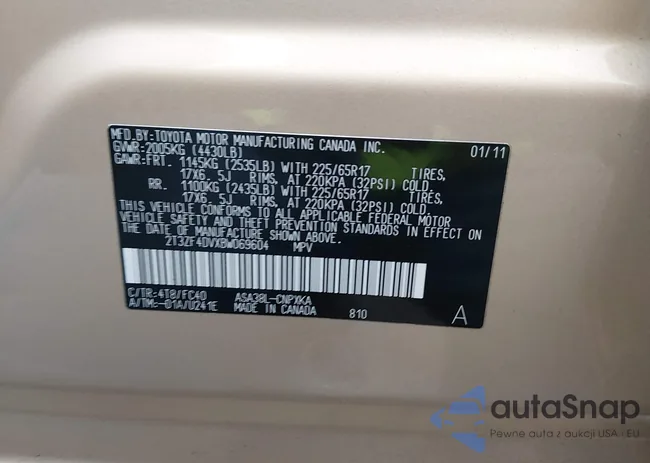 MFD.BY:TOYOTA MOTOR MANUFACTURING CANADA INC. 01/11
GVWR:2005KG (4430LB)
GAWR:FRT. 1145KG (2535LB) WITH 225/65R17 TIRES,
17X6.5J RIMS, AT 220KPA (32PSI) COLD.
RR. 1100KG (2435LB) WITH 225/65R17 TIRES,
17X6.5J RIMS, AT 220KPA (32PSI) COLD.
THIS VEHICLE CONFORMS TO ALL APPLICABLE FEDERAL MOTOR
VEHICLE SAFETY AND THEFT PREVENTION STANDARDS IN EFFECT ON
THE DATE OF MANUFACTURE SHOWN ABOVE.
2T3ZF4DVXBW069604 MPV
C/TR:4T8/FC40 ASA38L-CNPXKA
A/TM:-01A/U241E MADE IN CANADA 810 A
autaSnap
Pewne auta z aukcji USA i EU